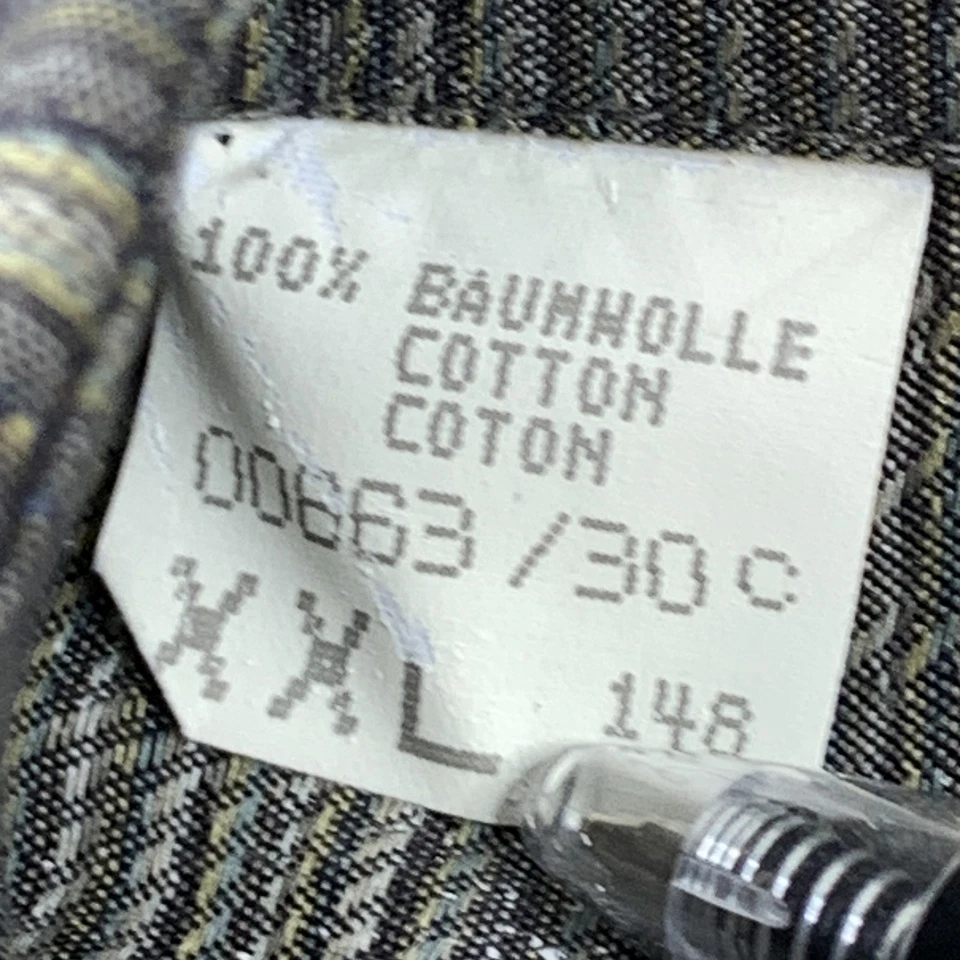 100% BAUMWOLLE
COTTON
COTON
00663 /30 C
XXL 148